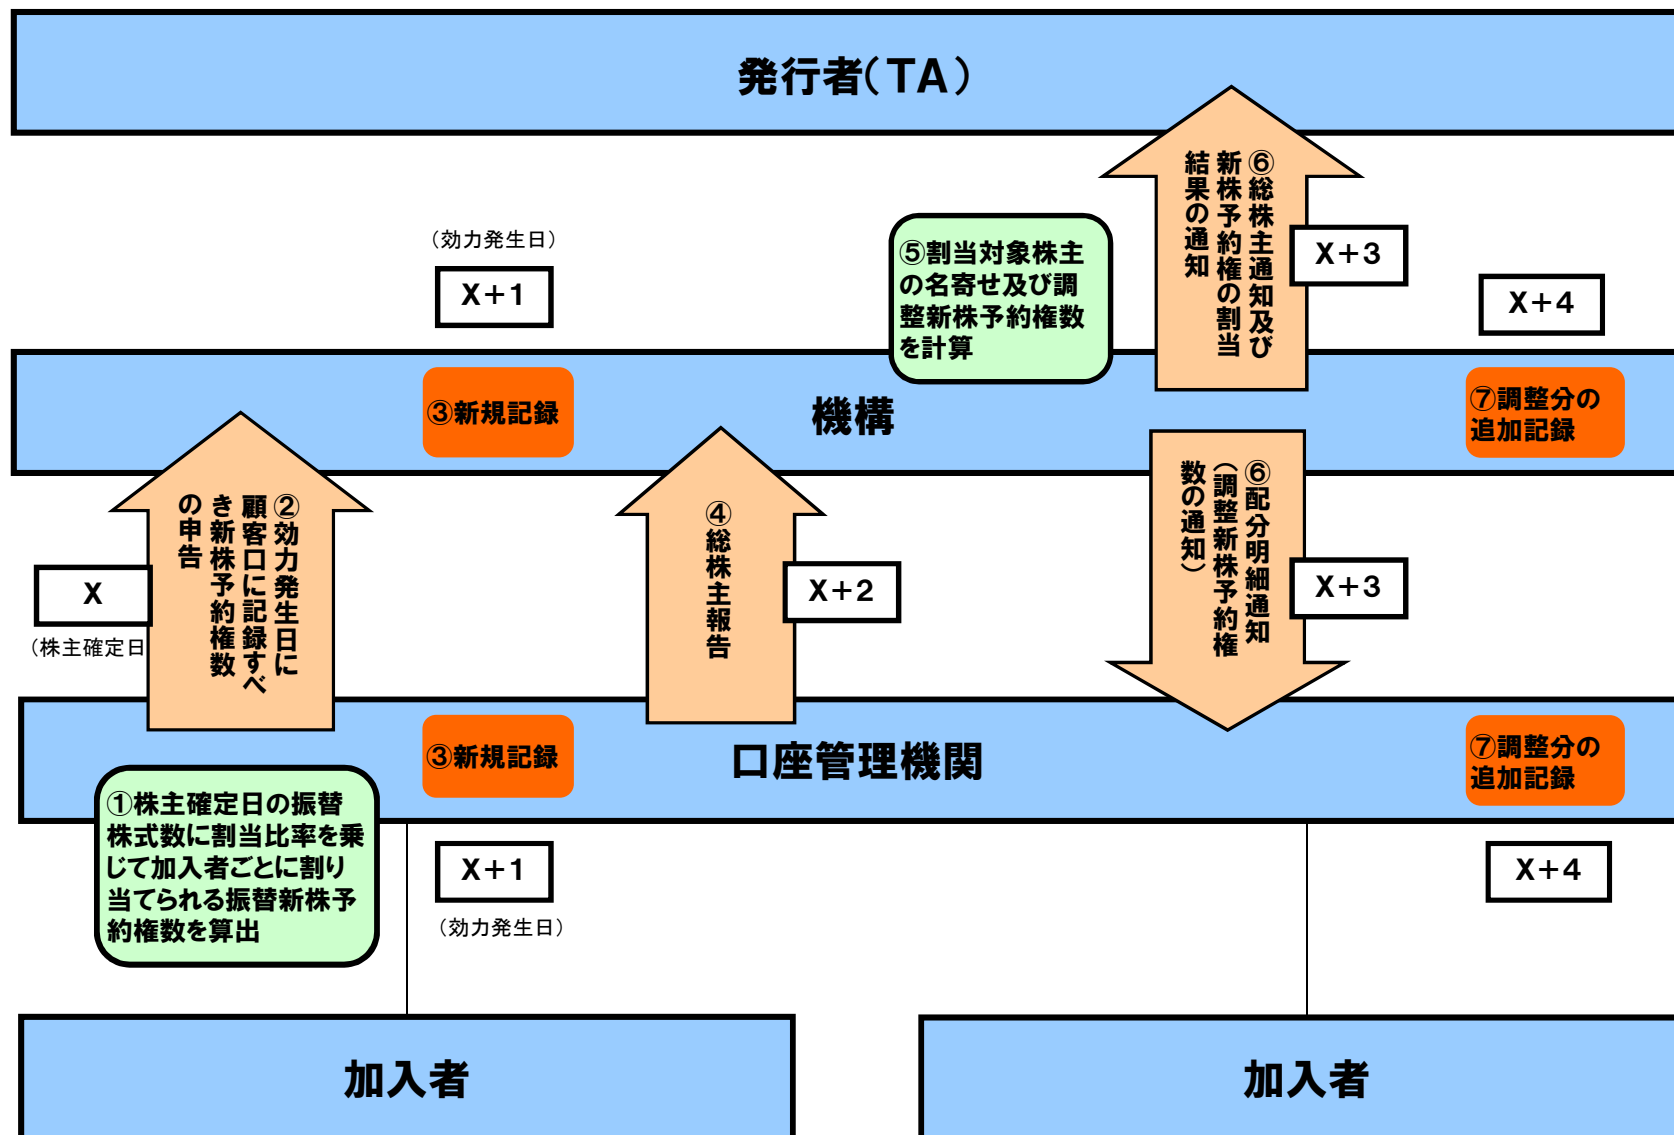 発行者(TA)
⑥総株主通知及び
新株予約権の割当
結果の通知
X+3
(効力発生日)
X+1
⑤割当対象株主
の名寄せ及び調
整新株予約権数
を計算
X+4
機構
③新規記録
⑦調整分の
追加記録
②効力発生日に
顧客口に記録すべ
き新株予約権数
の申告
X
(株主確定日
④総株主報告
X+2
⑥配分明細通知
(調整新株予約権
数の通知)
X+3
口座管理機関
③新規記録
⑦調整分の
追加記録
①株主確定日の振替
株式数に割当比率を乗
じて加入者ごとに割り
当てられる振替新株予
約権数を算出
X+1
(効力発生日)
X+4
加入者
加入者